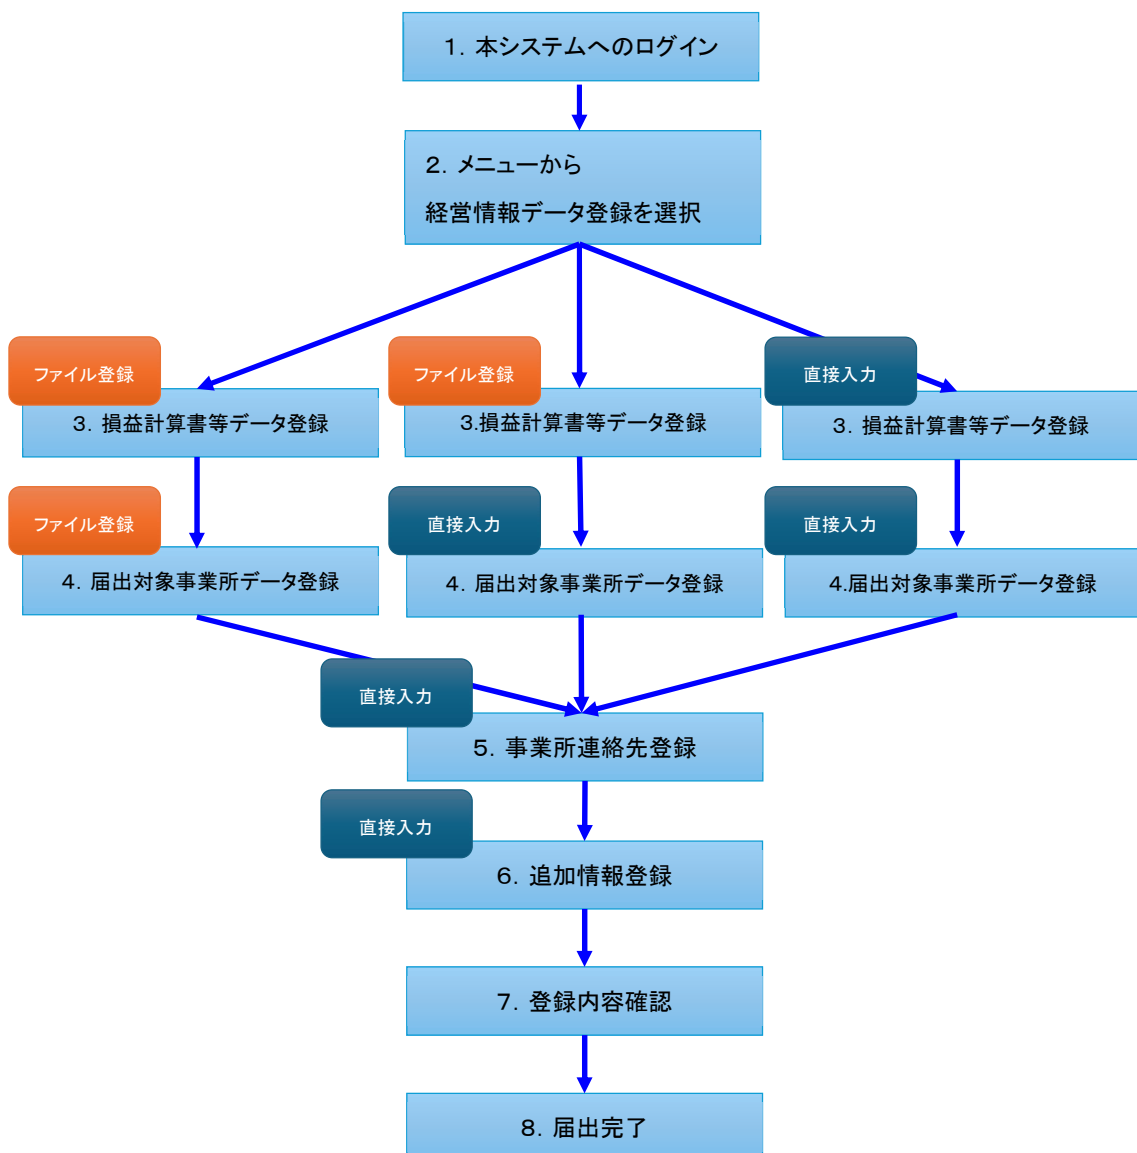 １．本システムへのログイン
２．メニューから
経営情報データ登録を選択
ファイル登録
ファイル登録
直接入力
３．損益計算書等データ登録
３.損益計算書等データ登録
３．損益計算書等データ登録
ファイル登録
直接入力
直接入力
４．届出対象事業所データ登録
４．届出対象事業所データ登録
４.届出対象事業所データ登録
直接入力
５．事業所連絡先登録
直接入力
６．追加情報登録
７．登録内容確認
８．届出完了